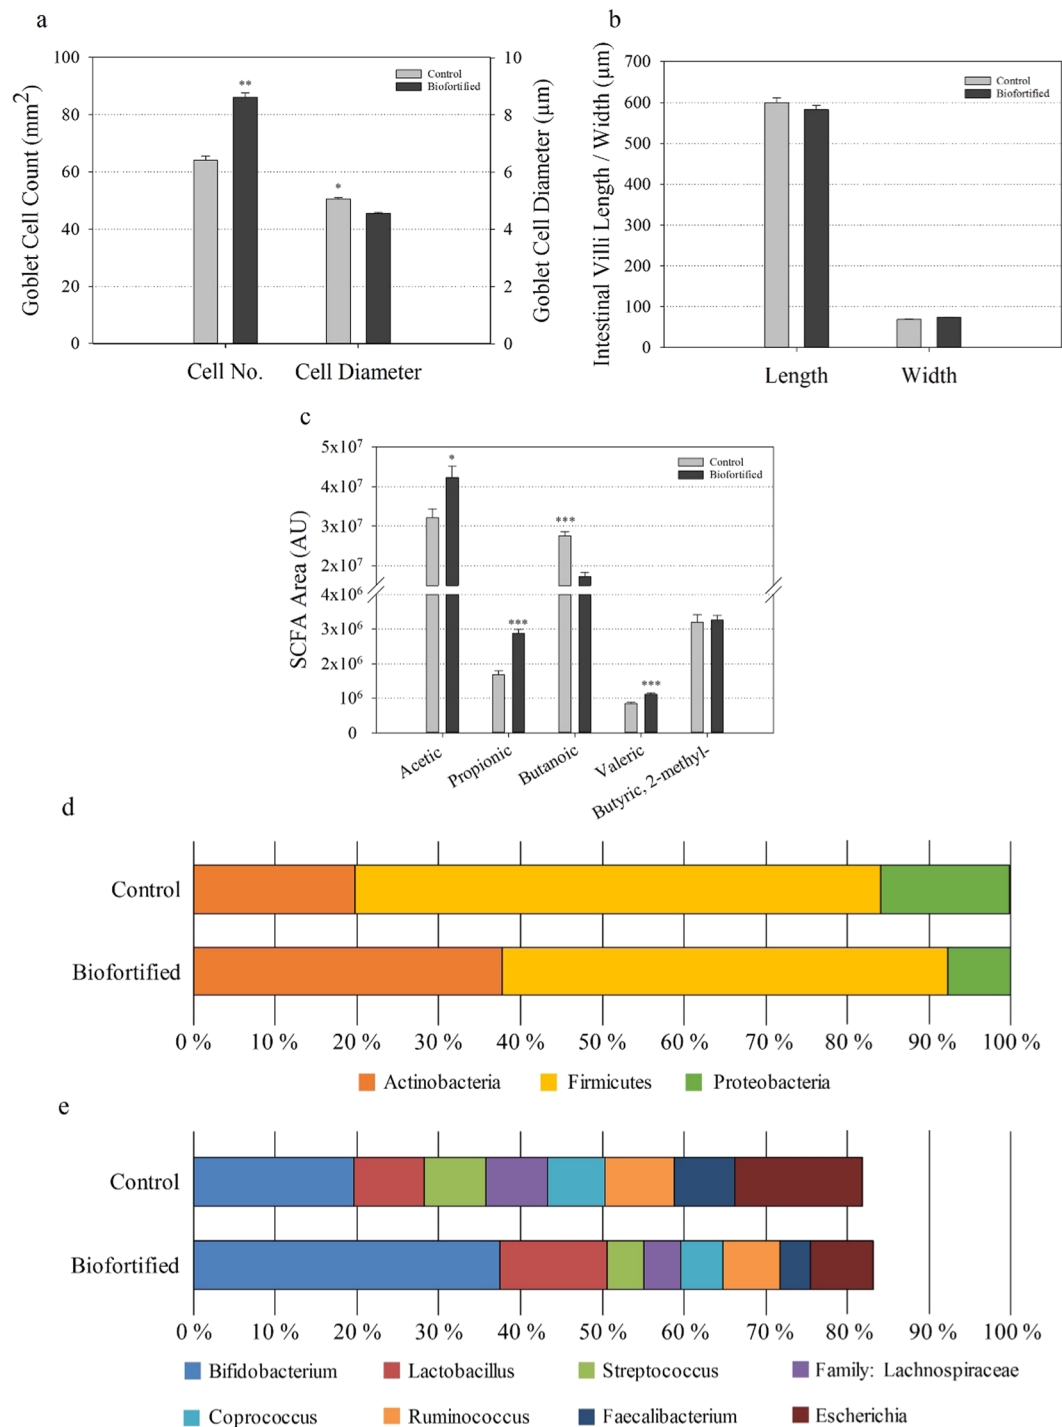 a
Goblet Cell Count (mm²)
100
80
60
40
20
0
**
*
Control
Biofortified
10
8
6
4
2
0
Goblet Cell Diameter (μm)
Cell No. Cell Diameter
b
Intestinal Villi Length / Width (μm)
700
600
500
400
300
200
100
0
Control
Biofortified
Length Width
c
SCFA Area (AU)
5x10⁷
4x10⁷
3x10⁷
2x10⁷
4x10⁶
3x10⁶
2x10⁶
10⁶
0
*
***
***
***
Control
Biofortified
Acetic
Propionic
Butanoic
Valeric
Butyric, 2-methyl-
d
Control
Biofortified
0 % 10 % 20 % 30 % 40 % 50 % 60 % 70 % 80 % 90 % 100 %
Actinobacteria Firmicutes Proteobacteria
e
Control
Biofortified
0 % 10 % 20 % 30 % 40 % 50 % 60 % 70 % 80 % 90 % 100 %
Bifidobacterium Lactobacillus Streptococcus Family: Lachnospiraceae
Coprococcus Ruminococcus Faecalibacterium Escherichia